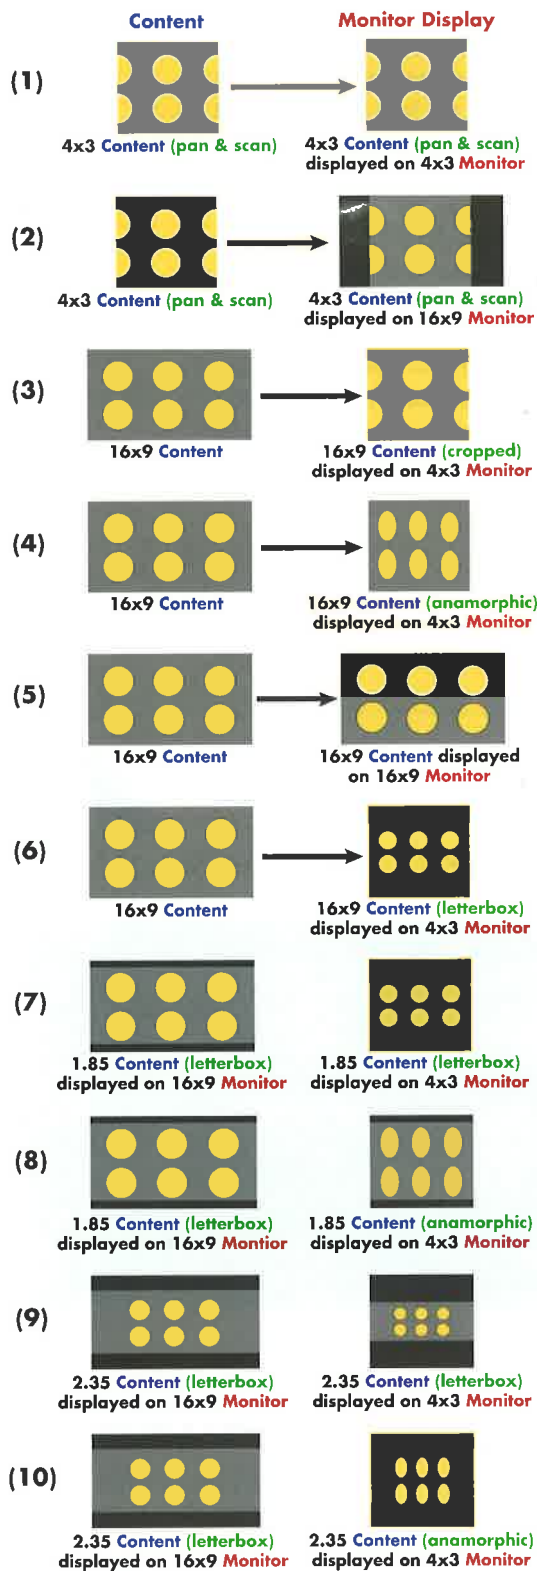 Content
Monitor Display
(1)
4x3 Content (pan & scan)
4x3 Content (pan & scan)
displayed on 4x3 Monitor
(2)
4x3 Content (pan & scan)
4x3 Content (pan & scan)
displayed on 16x9 Monitor
(3)
16x9 Content
16x9 Content (cropped)
displayed on 4x3 Monitor
(4)
16x9 Content
16x9 Content (anamorphic)
displayed on 4x3 Monitor
(5)
16x9 Content
16x9 Content displayed
on 16x9 Monitor
(6)
16x9 Content
16x9 Content (letterbox)
displayed on 4x3 Monitor
(7)
1.85 Content (letterbox)
displayed on 16x9 Monitor
1.85 Content (letterbox)
displayed on 4x3 Monitor
(8)
1.85 Content (letterbox)
displayed on 16x9 Montior
1.85 Content (anamorphic)
displayed on 4x3 Monitor
(9)
2.35 Content (letterbox)
displayed on 16x9 Monitor
2.35 Content (letterbox)
displayed on 4x3 Monitor
(10)
2.35 Content (letterbox)
displayed on 16x9 Monitor
2.35 Content (anamorphic)
displayed on 4x3 Monitor